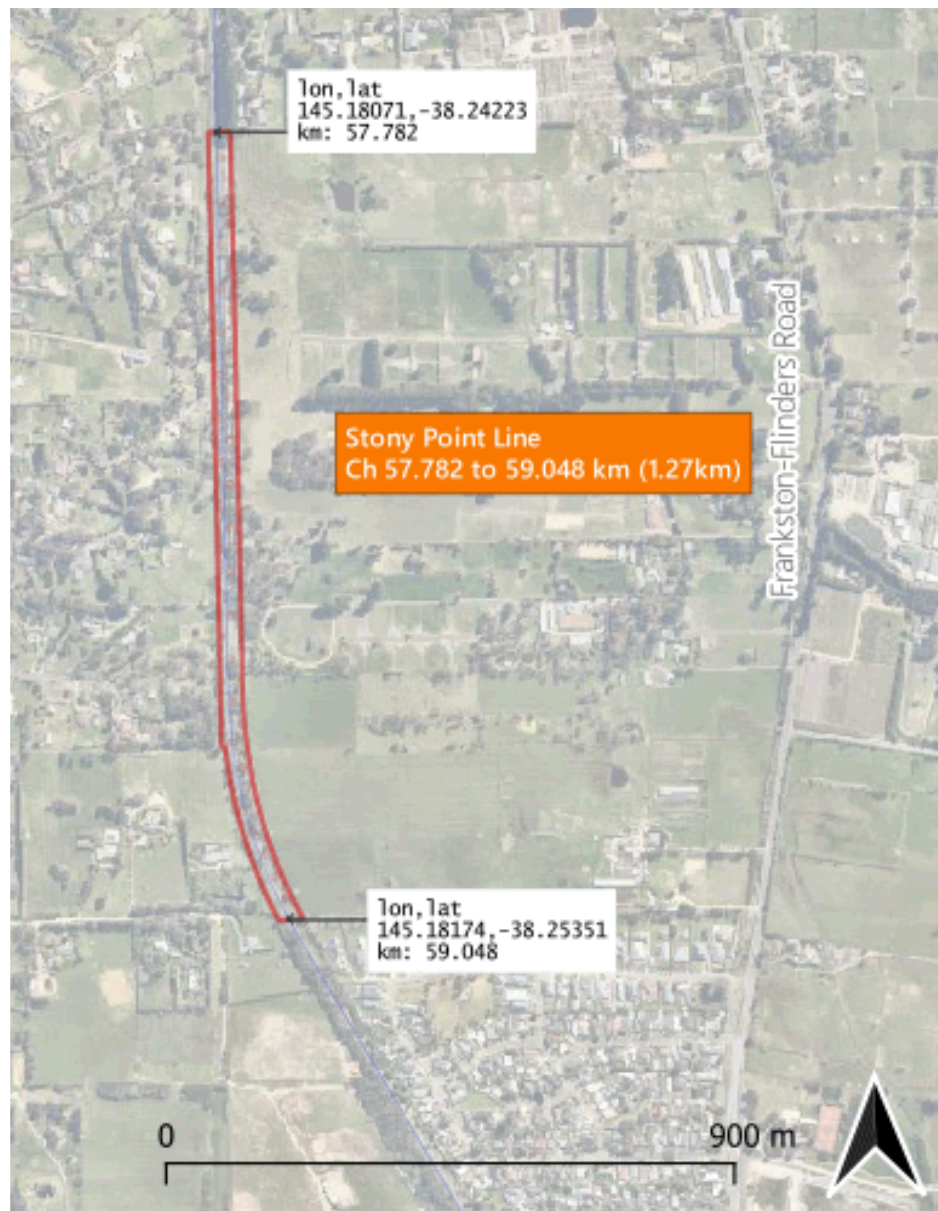 lon,lat
145.18071,-38.24223
km: 57.782
Frankston-Flinders Road
Stony Point Line
Ch 57.782 to 59.048 km (1.27km)
lon,lat
145.18174,-38.25351
km: 59.048
0
900 m